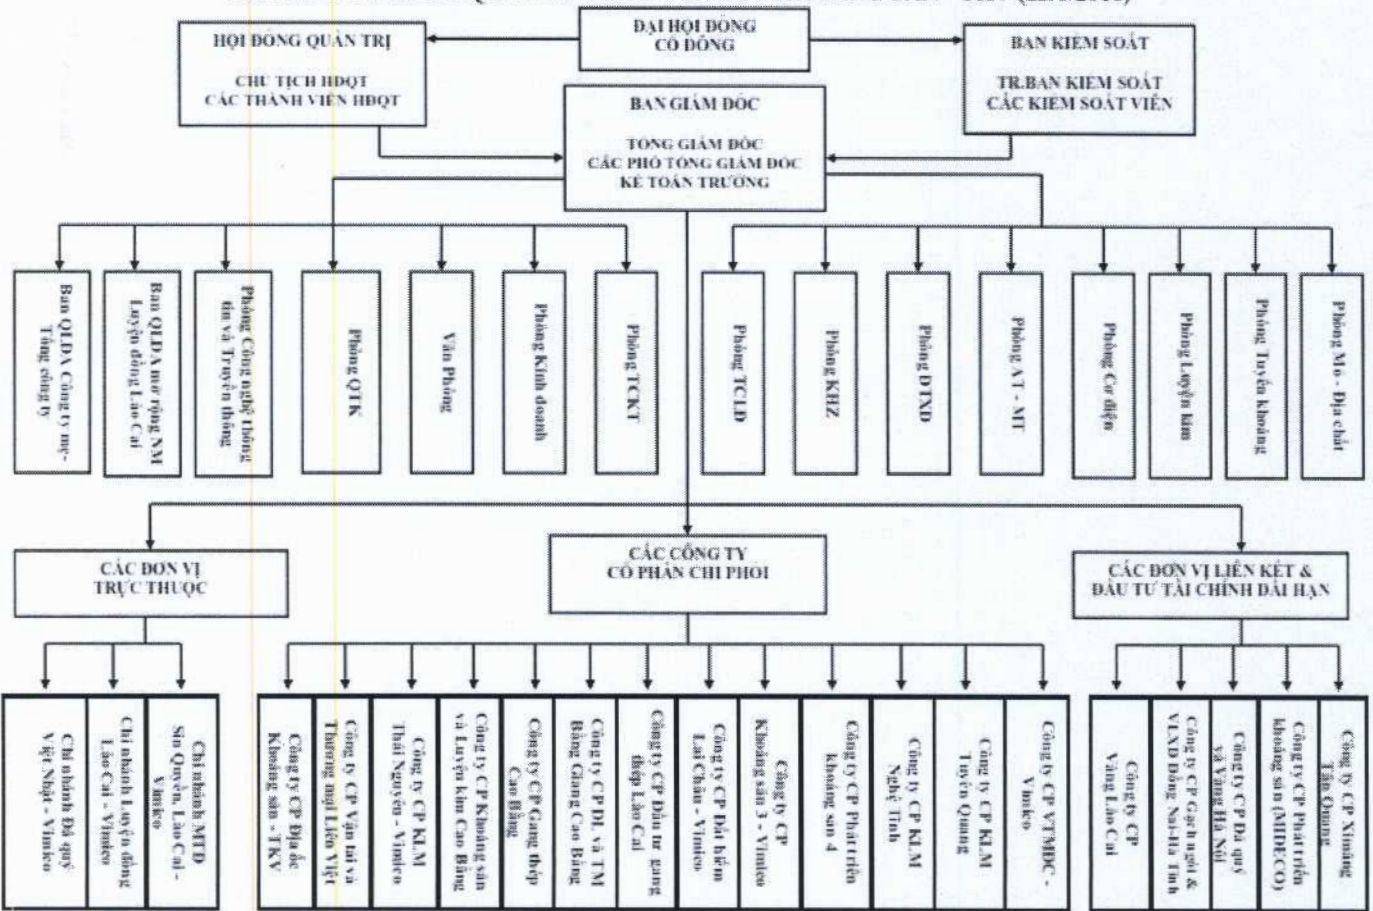 ĐẠI HỘI ĐỒNG
CỔ ĐÔNG
HỘI ĐỒNG QUẢN TRỊ
CHỦ TỊCH HĐQT
CÁC THÀNH VIÊN HĐQT
BAN KIỂM SOÁT
TR.BAN KIỂM SOÁT
CÁC KIỂM SOÁT VIÊN
BAN GIÁM ĐỐC
TỔNG GIÁM ĐỐC
CÁC PHÓ TỔNG GIÁM ĐỐC
KẾ TOÁN TRƯỞNG
Ban QLDA Công ty mẹ-
Tổng công ty
Ban QLDA mở rộng NM
Luyện đồng Lào Cai
Phòng Công nghệ thông
tin và Truyền thông
Phòng QTK
Văn Phòng
Phòng Kinh doanh
Phòng TCKT
Phòng TCLĐ
Phòng KHZ
Phòng ĐTXD
Phòng AT - MT
Phòng Cơ điện
Phòng Luyện kim
Phòng Tuyển khoáng
Phòng Mỏ - Địa chất
CÁC ĐƠN VỊ
TRỰC THUỘC
CÁC CÔNG TY
CỔ PHẦN CHI PHỐI
CÁC ĐƠN VỊ LIÊN KẾT &
ĐẦU TƯ TÀI CHÍNH DÀI HẠN
Chi nhánh Đá quý
Việt Nhật - Vimico
Chi nhánh Luyện đồng
Lào Cai - Vimico
Chi nhánh MTĐ
Sin Quyền, Lào Cai -
Vimico
Công ty CP Địa ốc
Khoáng sản - TKV
Công ty CP Vận tải và
Thương mại Liên Việt
Công ty CP KLM
Thái Nguyên - Vimico
Công ty CP Khoáng sản
và Luyện kim Cao Bằng
Công ty CP Gang thép
Cao Bằng
Công ty CP DL và TM
Bằng Giang Cao Bằng
Công ty CP Đầu tư gang
thép Lào Cai
Công ty CP Đất hiếm
Lai Châu - Vimico
Công ty CP
Khoáng sản 3 - Vimico
Công ty CP Phát triển
khoáng sản 4
Công ty CP KLM
Nghệ Tĩnh
Công ty CP KLM
Tuyên Quang
Công ty CP VTMĐC -
Vimico
Công ty CP
Vàng Lào Cai
Công ty CP Gạch ngói &
VLXD Đồng Nai-Hà Tĩnh
Công ty CP Đá quý
và Vàng Hà Nội
Công ty CP Phát triển
khoáng sản (MIDECO)
Công ty CP Ximăng
Tân Quang